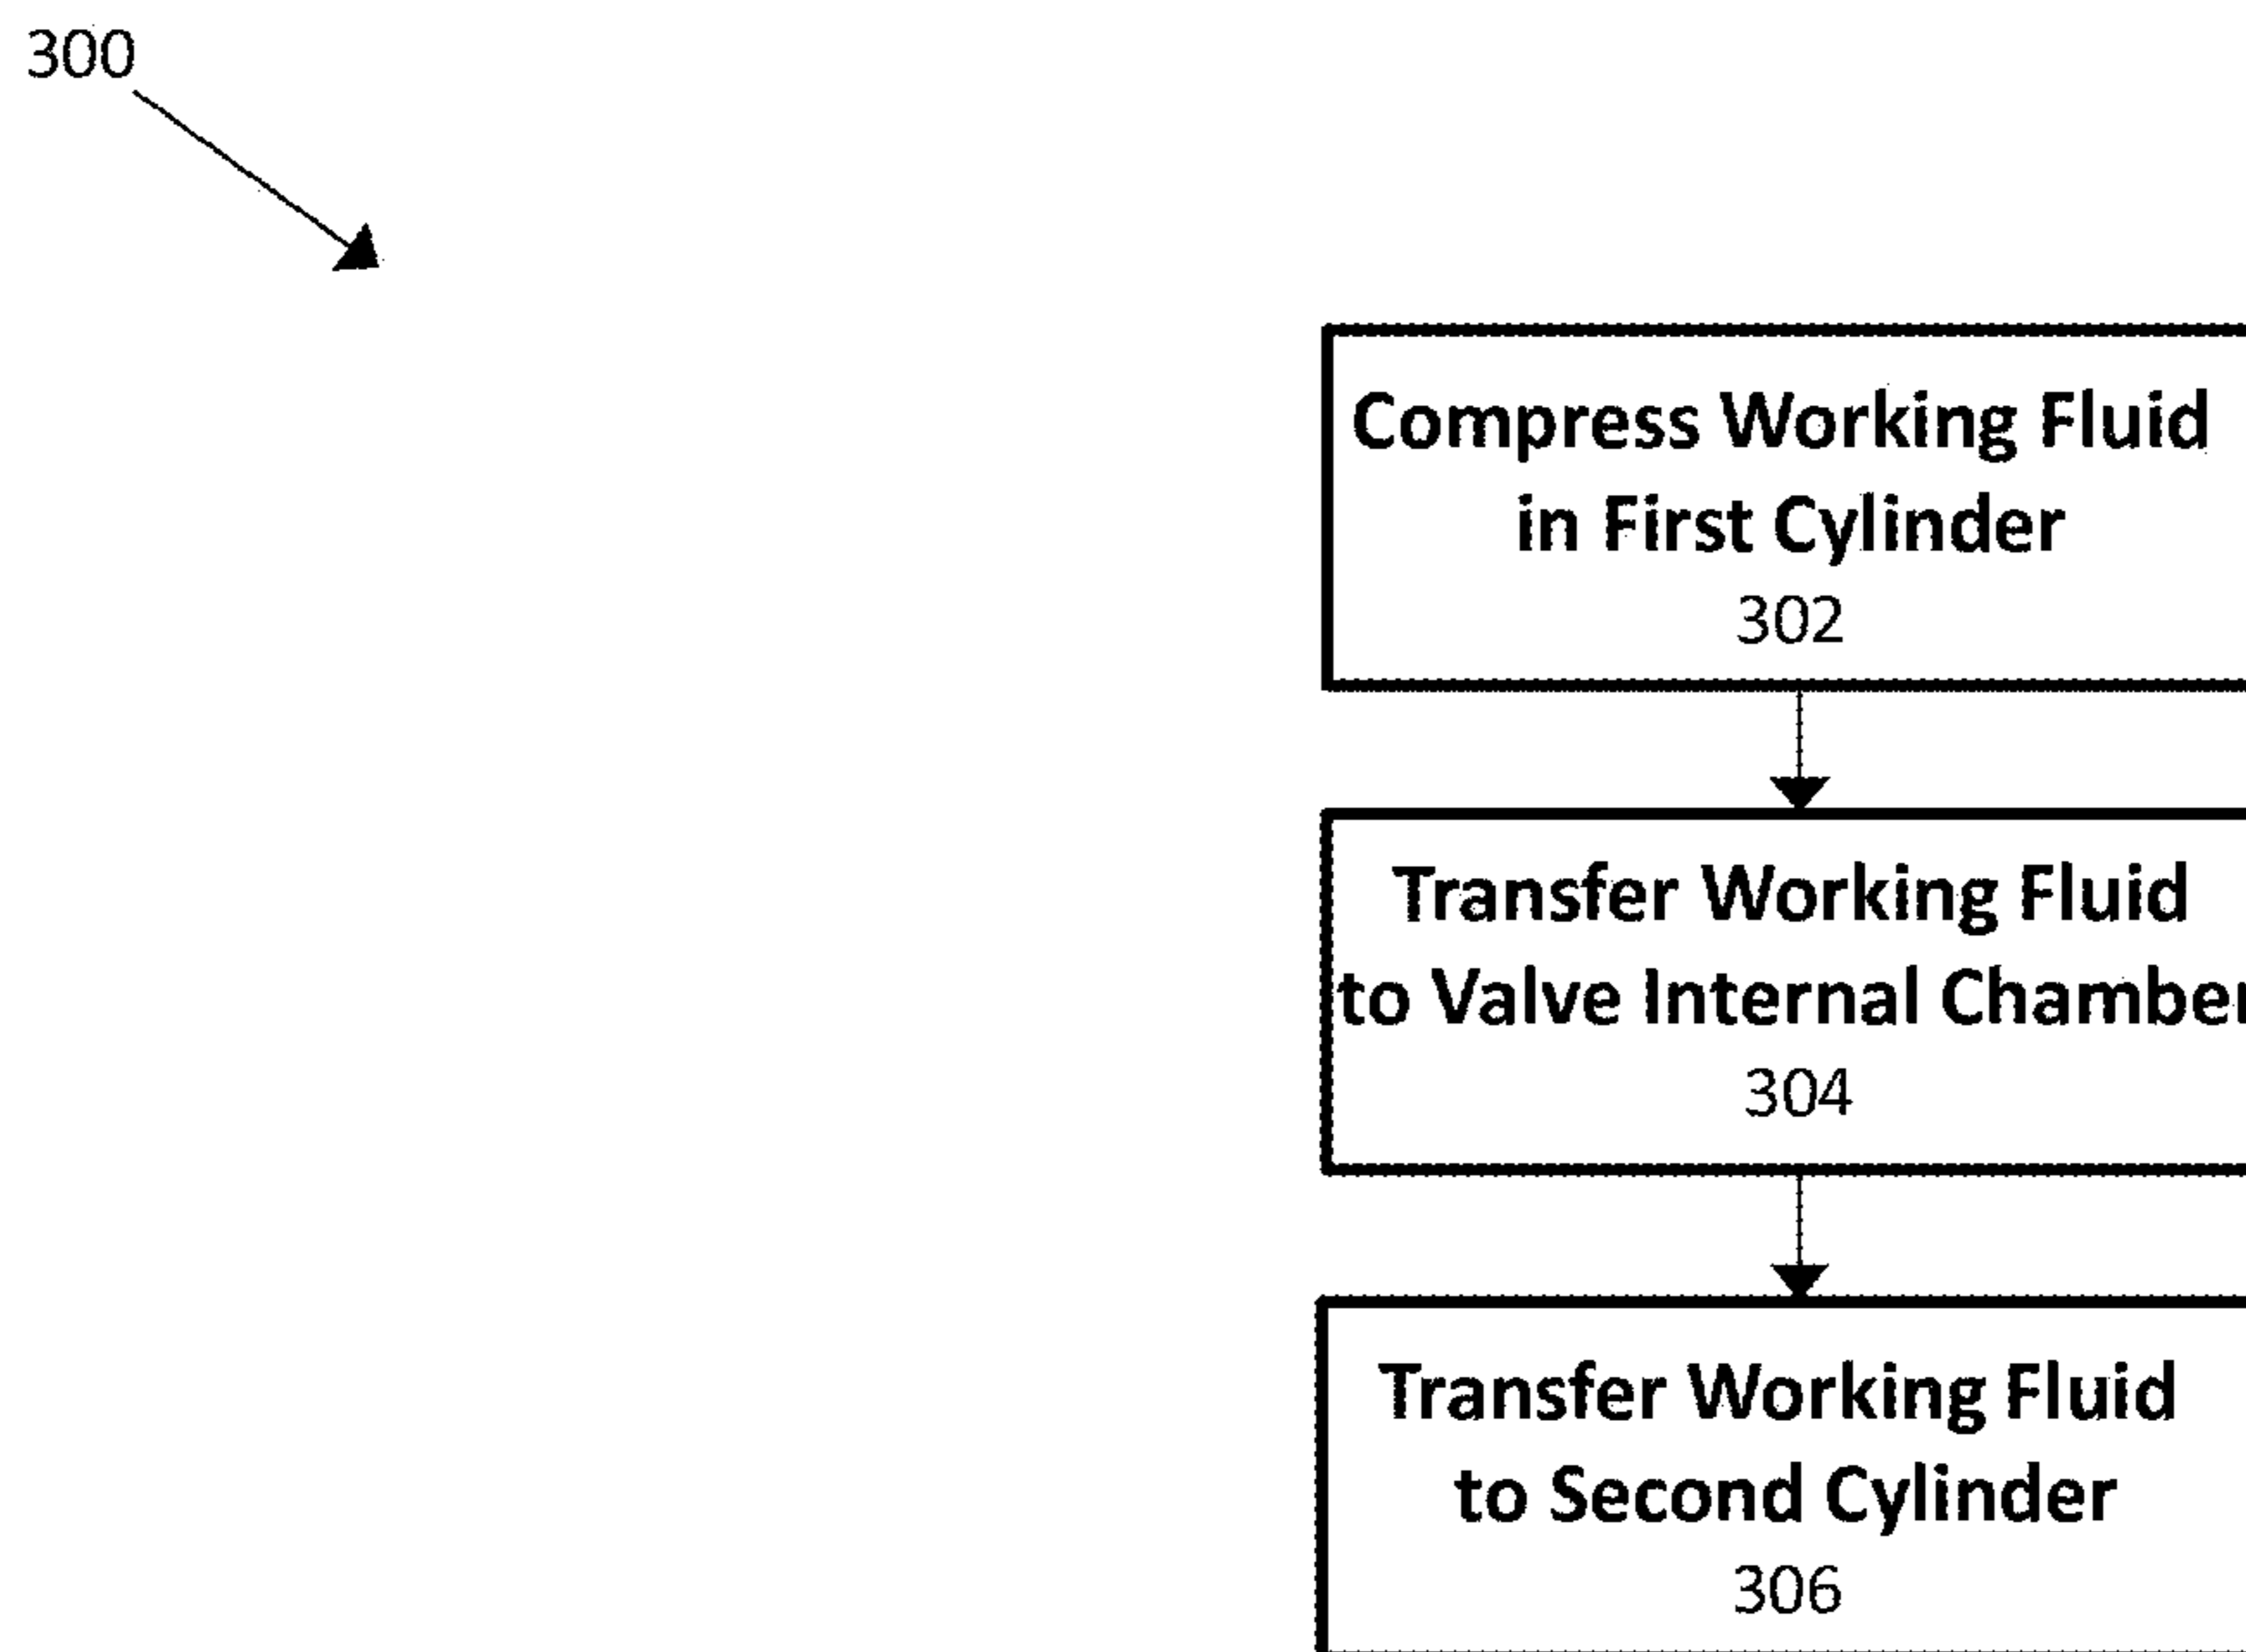 300
Compress Working Fluid
in First Cylinder
302
Transfer Working Fluid
to Valve Internal Chamber
304
Transfer Working Fluid
to Second Cylinder
306